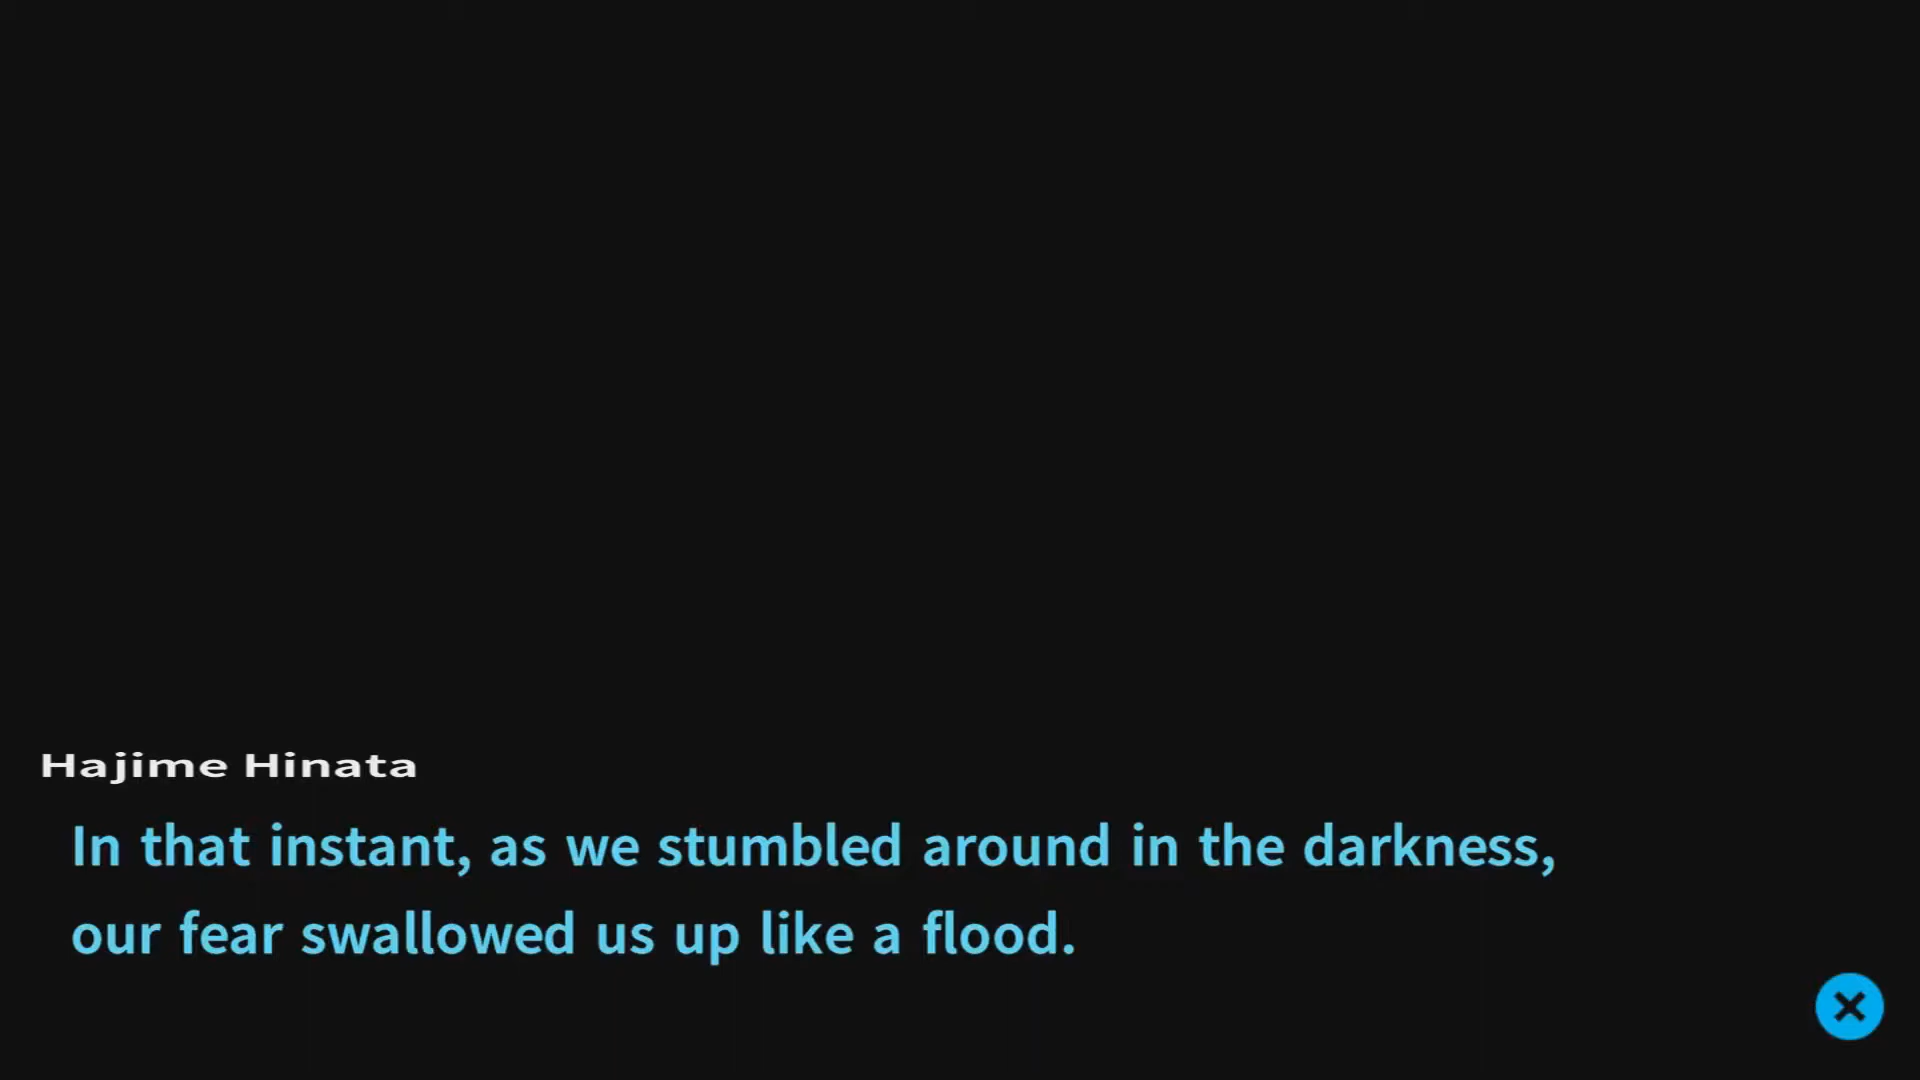 Hajime Hinata
In that instant, as we stumbled around in the darkness,
our fear swallowed us up like a flood.